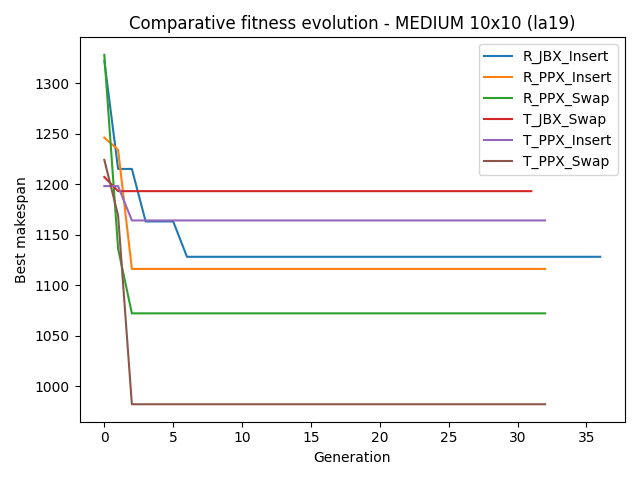 Comparative fitness evolution - MEDIUM 10x10 (la19)
R_JBX_Insert
R_PPX_Insert
R_PPX_Swap
T_JBX_Swap
T_PPX_Insert
T_PPX_Swap
Best makespan
1300
1250
1200
1150
1100
1050
1000
0 5 10 15 20 25 30 35
Generation